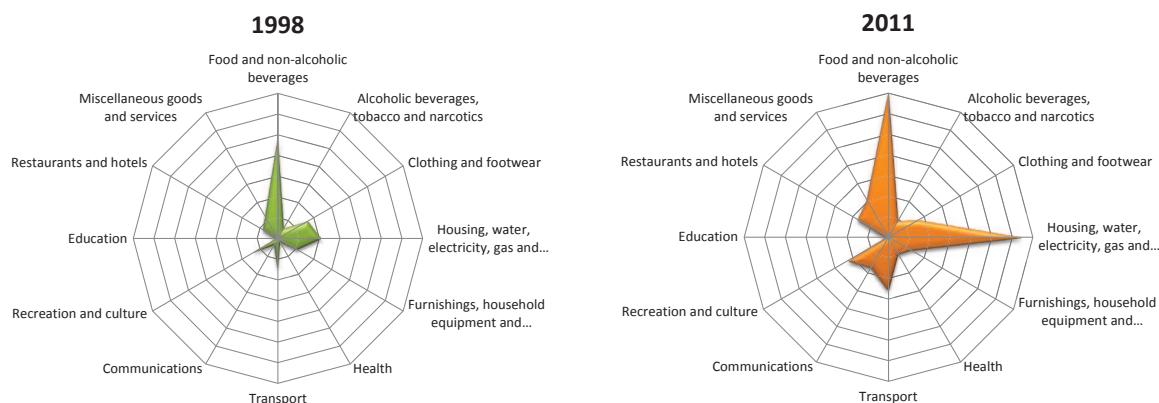 1998
Food and non-alcoholic
beverages
Alcoholic beverages,
tobacco and narcotics
Clothing and footwear
Housing, water,
electricity, gas and…
Furnishings, household
equipment and…
Health
Transport
Communications
Recreation and culture
Education
Restaurants and hotels
Miscellaneous goods
and services
2011
Food and non-alcoholic
beverages
Alcoholic beverages,
tobacco and narcotics
Clothing and footwear
Housing, water,
electricity, gas and…
Furnishings, household
equipment and…
Health
Transport
Communications
Recreation and culture
Education
Restaurants and hotels
Miscellaneous goods
and services